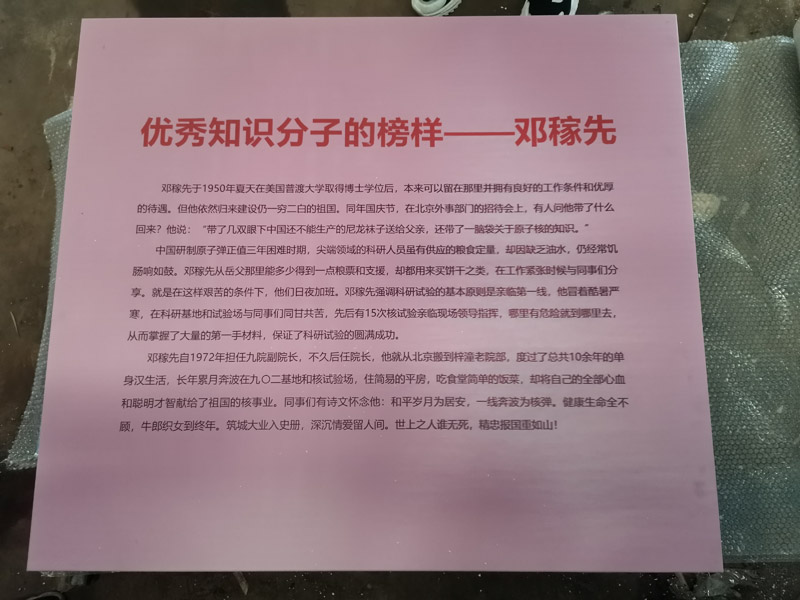 优秀知识分子的榜样——邓稼先
邓稼先于1950年夏天在美国普渡大学取得博士学位后，本来可以留在那里并拥有良好的工作条件和优厚
的待遇。但他依然归来建设仍一穷二白的祖国。同年国庆节，在北京外事部门的招待会上，有人问他带了什么
回来？他说：“带了几双眼下中国还不能生产的尼龙袜子送给父亲，还带了一脑袋关于原子核的知识。”
中国研制原子弹正值三年困难时期，尖端领域的科研人员虽有供应的粮食定量，却因缺乏油水，仍经常饥
肠响如鼓。邓稼先从岳父那里能多少得到一点粮票和支援，却都用来买饼干之类，在工作紧张时候与同事们分
享。就是在这样艰苦的条件下，他们日夜加班。邓稼先强调科研试验的基本原则是亲临第一线，他冒着酷暑严
寒，在科研基地和试验场与同事们同甘共苦，先后有15次核试验亲临现场领导指挥，哪里有危险就到哪里去，
从而掌握了大量的第一手材料，保证了科研试验的圆满成功。
邓稼先自1972年担任九院副院长，不久后任院长，他就从北京搬到梓潼老院部，度过了总共10余年的单
身汉生活，长年累月奔波在九〇二基地和核试验场，住简易的平房，吃食堂简单的饭菜，却将自己的全部心血
和聪明才智献给了祖国的核事业。同事们有诗文怀念他：和平岁月为居安，一线奔波为核弹。健康生命全不
顾，牛郎织女到终年。筑城大业入史册，深沉情爱留人间。世上之人谁无死，精忠报国重如山！